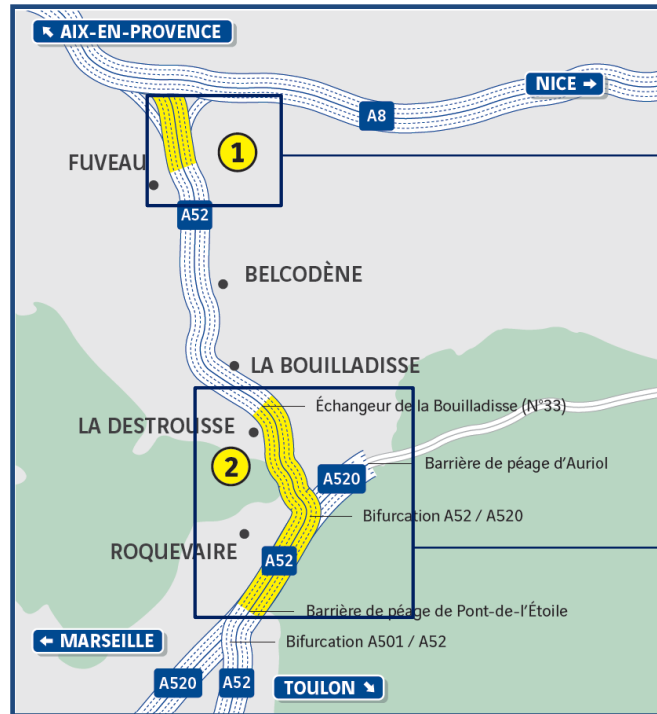 AIX-EN-PROVENCE
NICE
A8
1
FUVEAU
A52
BELCODÈNE
LA BOUILLADISSE
Échangeur de la Bouilladisse (N°33)
LA DESTROUSSE
2
Barrière de péage d'Auriol
A520
Bifurcation A52 / A520
ROQUEVAIRE
A52
Barrière de péage de Pont-de-l'Étoile
MARSEILLE
Bifurcation A501 / A52
A520
A52
TOULON